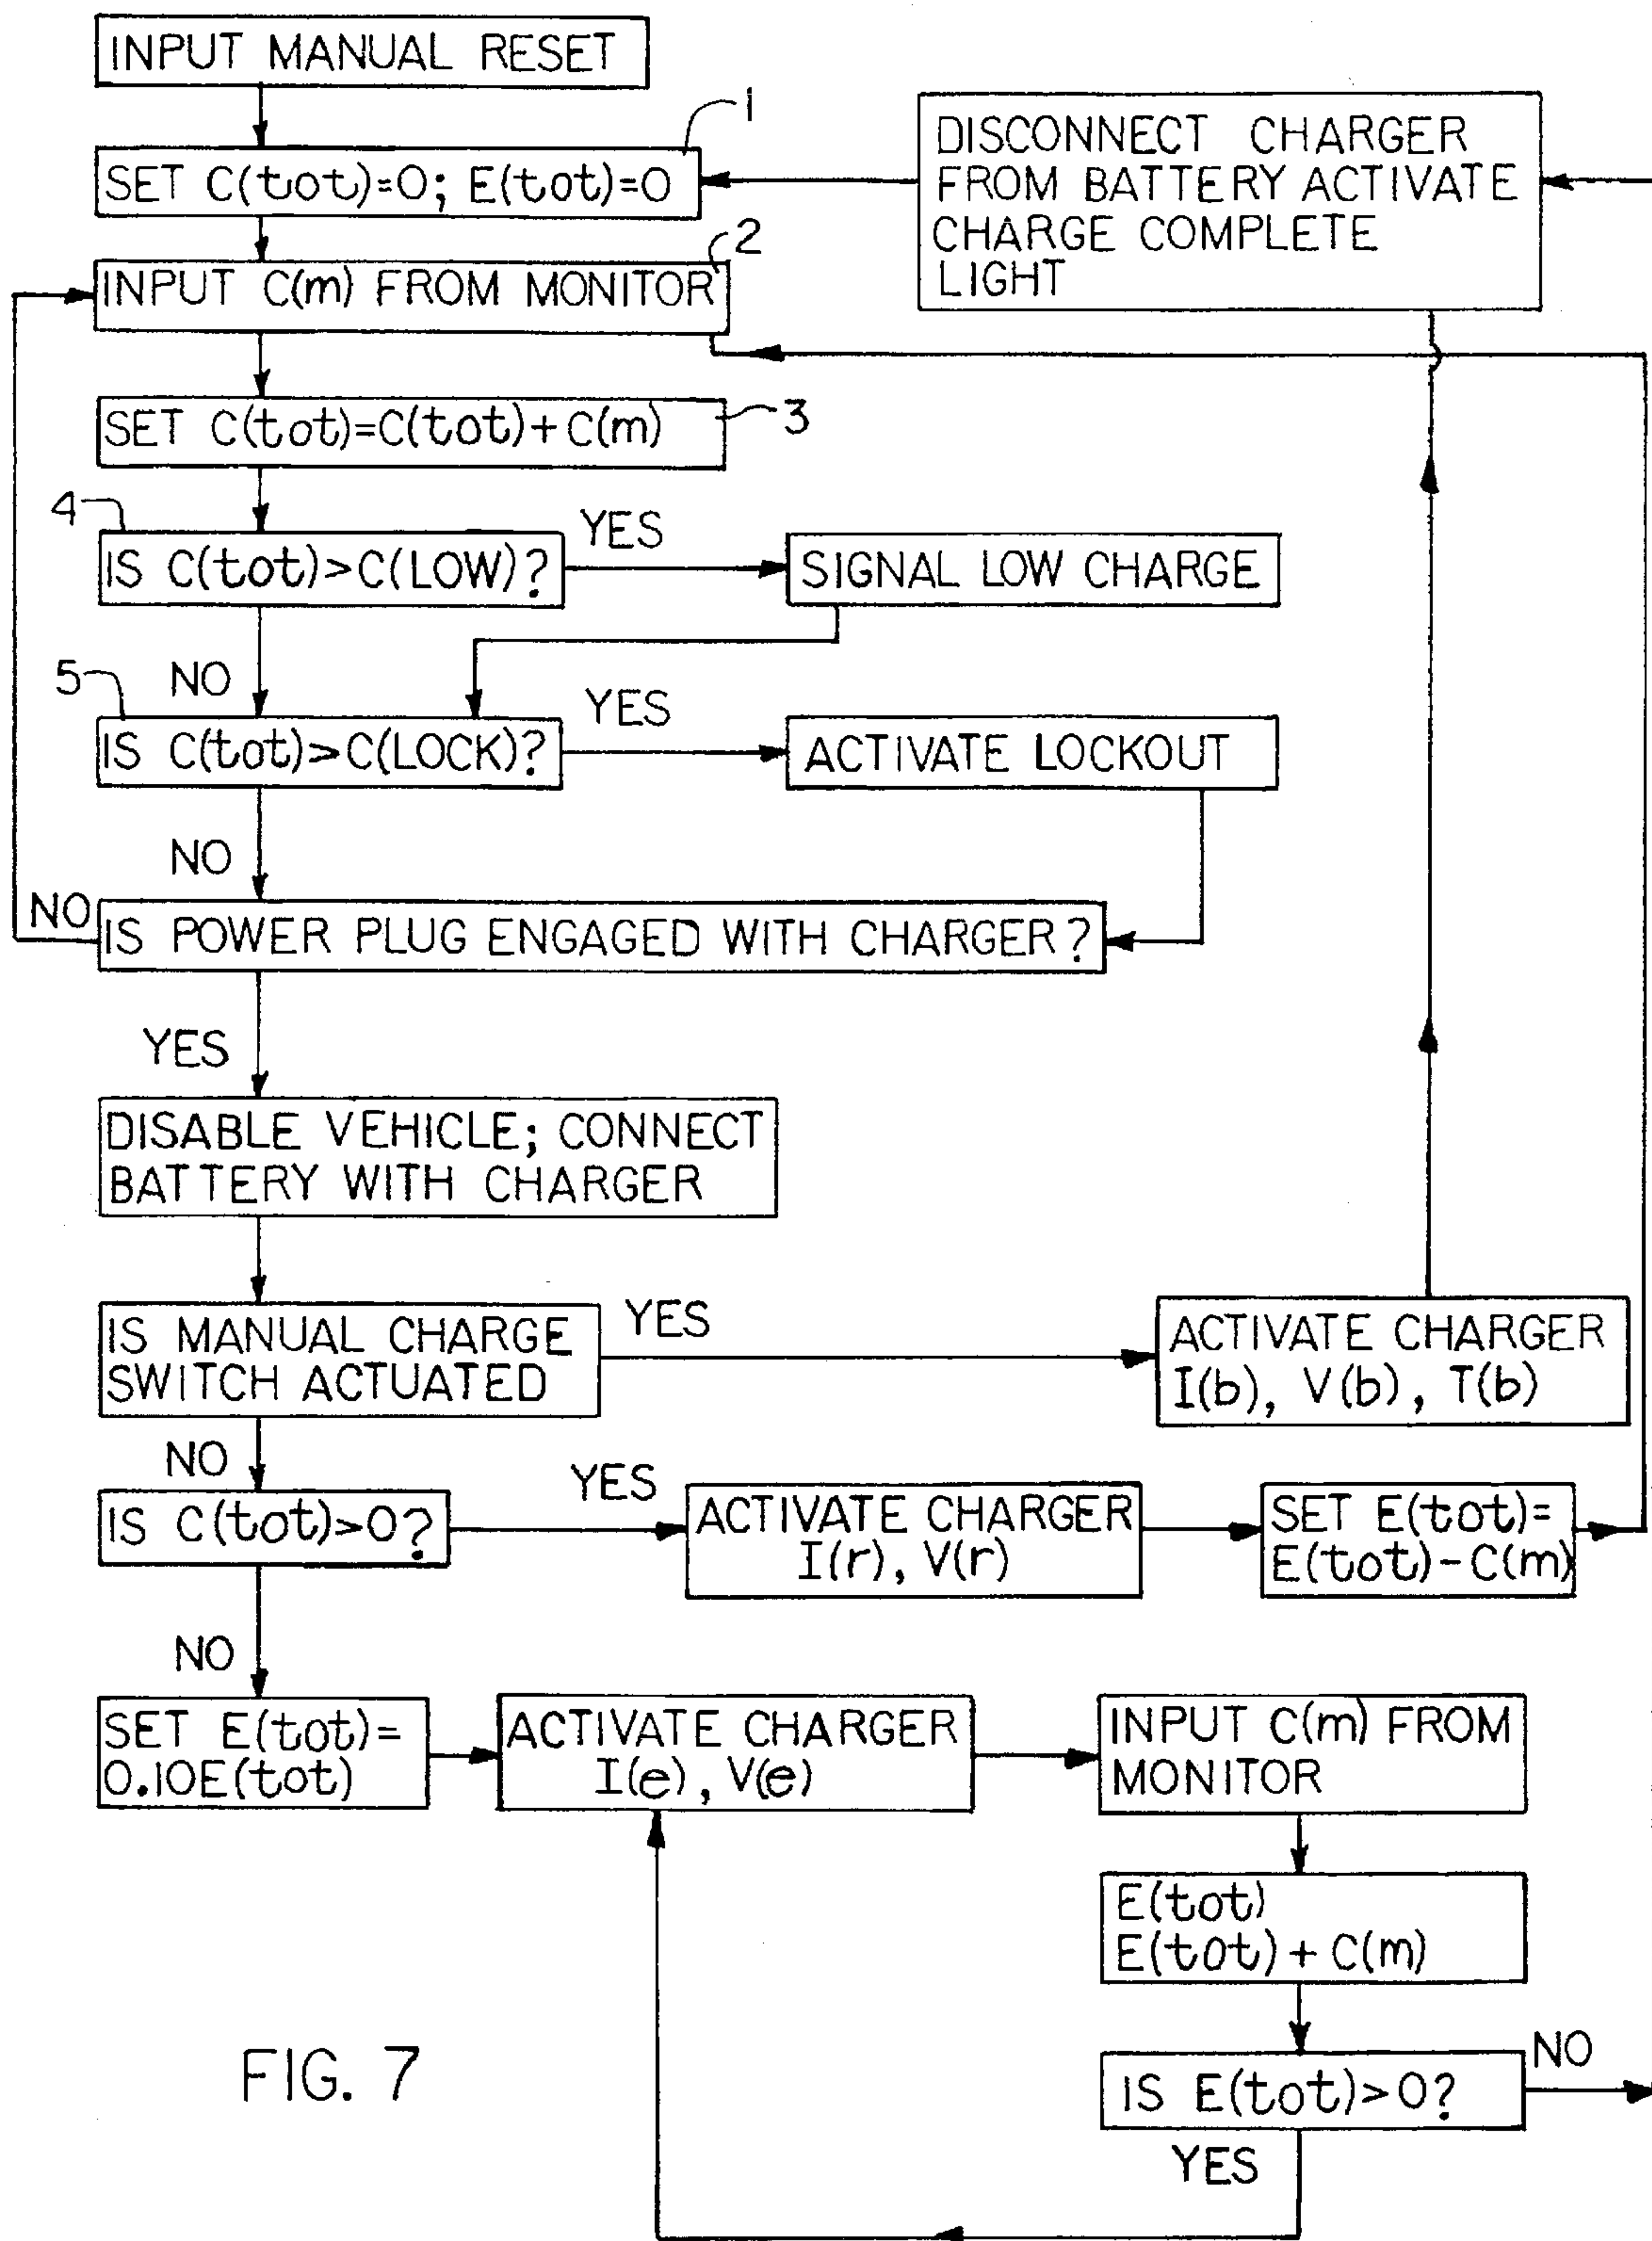 INPUT MANUAL RESET
1
SET C(tot)=0; E(tot)=0
DISCONNECT CHARGER
FROM BATTERY ACTIVATE
CHARGE COMPLETE
LIGHT
2
INPUT C(m) FROM MONITOR
SET C(tot)=C(tot)+C(m)
3
4
IS C(tot)>C(LOW)?
YES
SIGNAL LOW CHARGE
NO
5
IS C(tot)>C(LOCK)?
YES
ACTIVATE LOCKOUT
NO
NO
IS POWER PLUG ENGAGED WITH CHARGER?
YES
DISABLE VEHICLE; CONNECT
BATTERY WITH CHARGER
IS MANUAL CHARGE
SWITCH ACTUATED
YES
ACTIVATE CHARGER
I(b), V(b), T(b)
NO
IS C(tot)>0?
YES
ACTIVATE CHARGER
I(r), V(r)
SET E(tot)=
E(tot)-C(m)
NO
SET E(tot)=
0.10E(tot)
ACTIVATE CHARGER
I(e), V(e)
INPUT C(m) FROM
MONITOR
E(tot)
E(tot)+C(m)
IS E(tot)>0?
NO
YES
FIG. 7